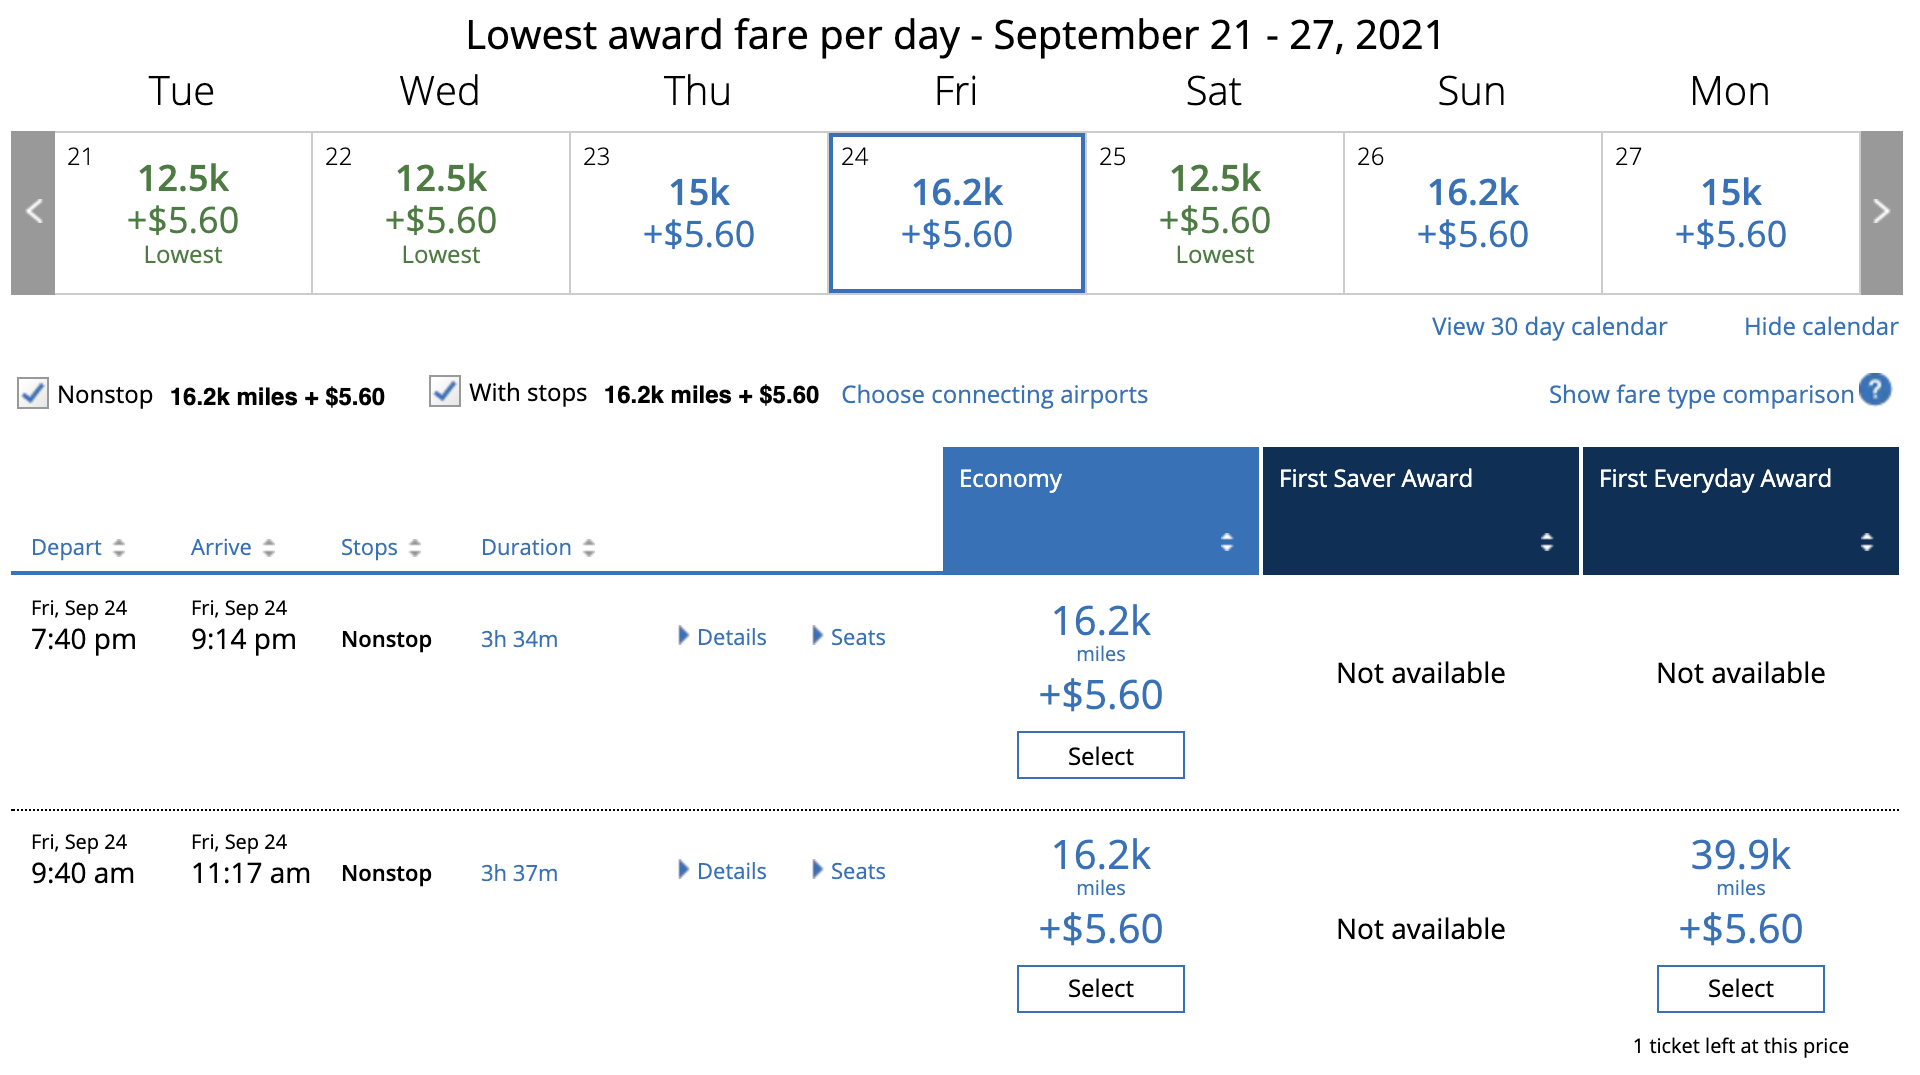 Lowest award fare per day - September 21 - 27, 2021
Tue Wed Thu Fri Sat Sun Mon
21 22 23 24 25 26 27
12.5k 12.5k 15k 16.2k 12.5k 16.2k 15k
+$5.60 +$5.60 +$5.60 +$5.60 +$5.60 +$5.60 +$5.60
Lowest Lowest Lowest
View 30 day calendar Hide calendar
Nonstop 16.2k miles + $5.60 With stops 16.2k miles + $5.60 Choose connecting airports Show fare type comparison ?
Economy First Saver Award First Everyday Award
Depart Arrive Stops Duration
Fri, Sep 24 Fri, Sep 24
7:40 pm 9:14 pm Nonstop 3h 34m Details Seats
16.2k
miles
+$5.60
Select
Not available Not available
Fri, Sep 24 Fri, Sep 24
9:40 am 11:17 am Nonstop 3h 37m Details Seats
16.2k
miles
+$5.60
Select
Not available
39.9k
miles
+$5.60
Select
1 ticket left at this price